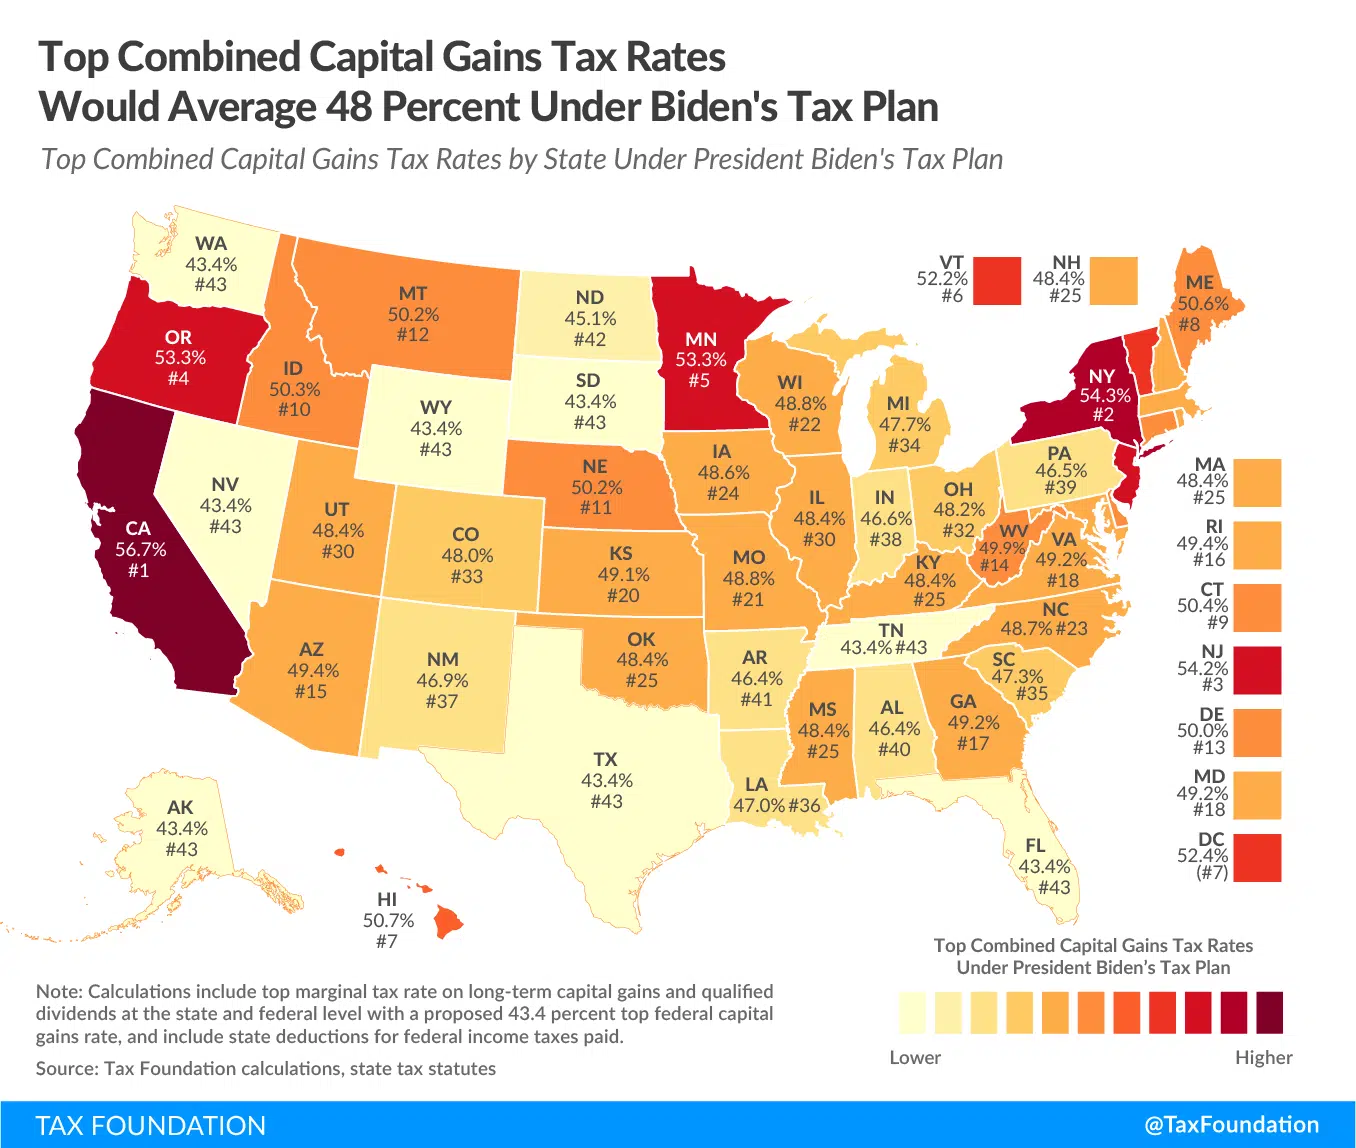 Top Combined Capital Gains Tax Rates
Would Average 48 Percent Under Biden's Tax Plan
Top Combined Capital Gains Tax Rates by State Under President Biden's Tax Plan
WA
43.4%
#43
OR
53.3%
#4
CA
56.7%
#1
NV
43.4%
#43
ID
50.3%
#10
MT
50.2%
#12
WY
43.4%
#43
UT
48.4%
#30
AZ
49.4%
#15
CO
48.0%
#33
NM
46.9%
#37
ND
45.1%
#42
SD
43.4%
#43
NE
50.2%
#11
KS
49.1%
#20
OK
48.4%
#25
TX
43.4%
#43
MN
53.3%
#5
IA
48.6%
#24
MO
48.8%
#21
AR
46.4%
#41
LA
47.0% #36
WI
48.8%
#22
IL
48.4%
#30
MI
47.7%
#34
IN
46.6%
#38
OH
48.2%
#32
KY
48.4%
#25
TN
43.4% #43
MS
48.4%
#25
AL
46.4%
#40
GA
49.2%
#17
FL
43.4%
#43
SC
47.3%
#35
NC
48.7% #23
VA
49.2%
#18
WV
49.9%
#14
PA
46.5%
#39
NY
54.3%
#2
ME
50.6%
#8
VT
52.2%
#6
NH
48.4%
#25
MA
48.4%
#25
RI
49.4%
#16
CT
50.4%
#9
NJ
54.2%
#3
DE
50.0%
#13
MD
49.2%
#18
DC
52.4%
(#7)
AK
43.4%
#43
HI
50.7%
#7
Top Combined Capital Gains Tax Rates
Under President Biden’s Tax Plan
Lower
Higher
Note: Calculations include top marginal tax rate on long-term capital gains and qualified
dividends at the state and federal level with a proposed 43.4 percent top federal capital
gains rate, and include state deductions for federal income taxes paid.
Source: Tax Foundation calculations, state tax statutes
TAX FOUNDATION
@TaxFoundation